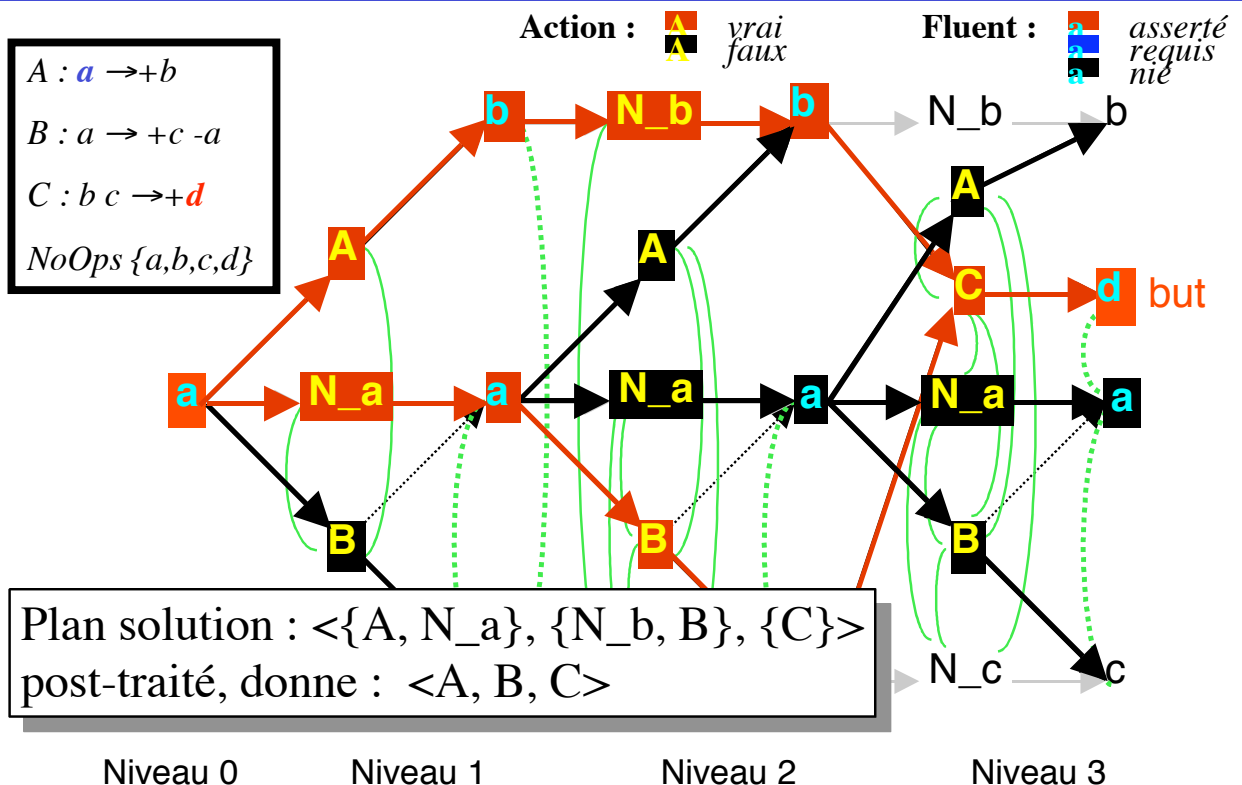 Action : A vrai
A faux
Fluent : a asserté
a requis
a nié
A : a →+b
B : a → +c -a
C : b c →+d
NoOps {a,b,c,d}
b N_b b N_b b
A A A
C d but
a N_a a N_a a N_a a
B B B
Plan solution : <{A, N_a}, {N_b, B}, {C}>
post-traité, donne : <A, B, C>
N_c c
Niveau 0 Niveau 1 Niveau 2 Niveau 3